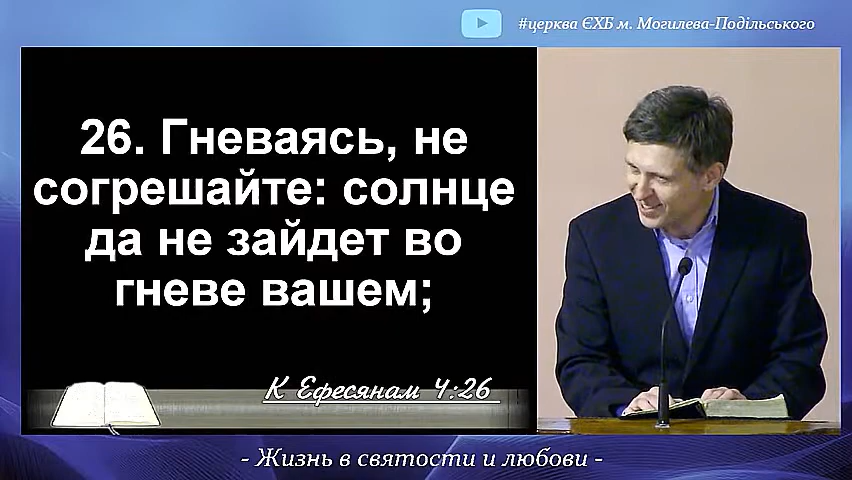 #церква ЄХБ м. Могилева-Подільського
26. Гневаясь, не
согрешайте: солнце
да не зайдет во
гневе вашем;
К Ефесянам 4:26
- Жизнь в святости и любови -